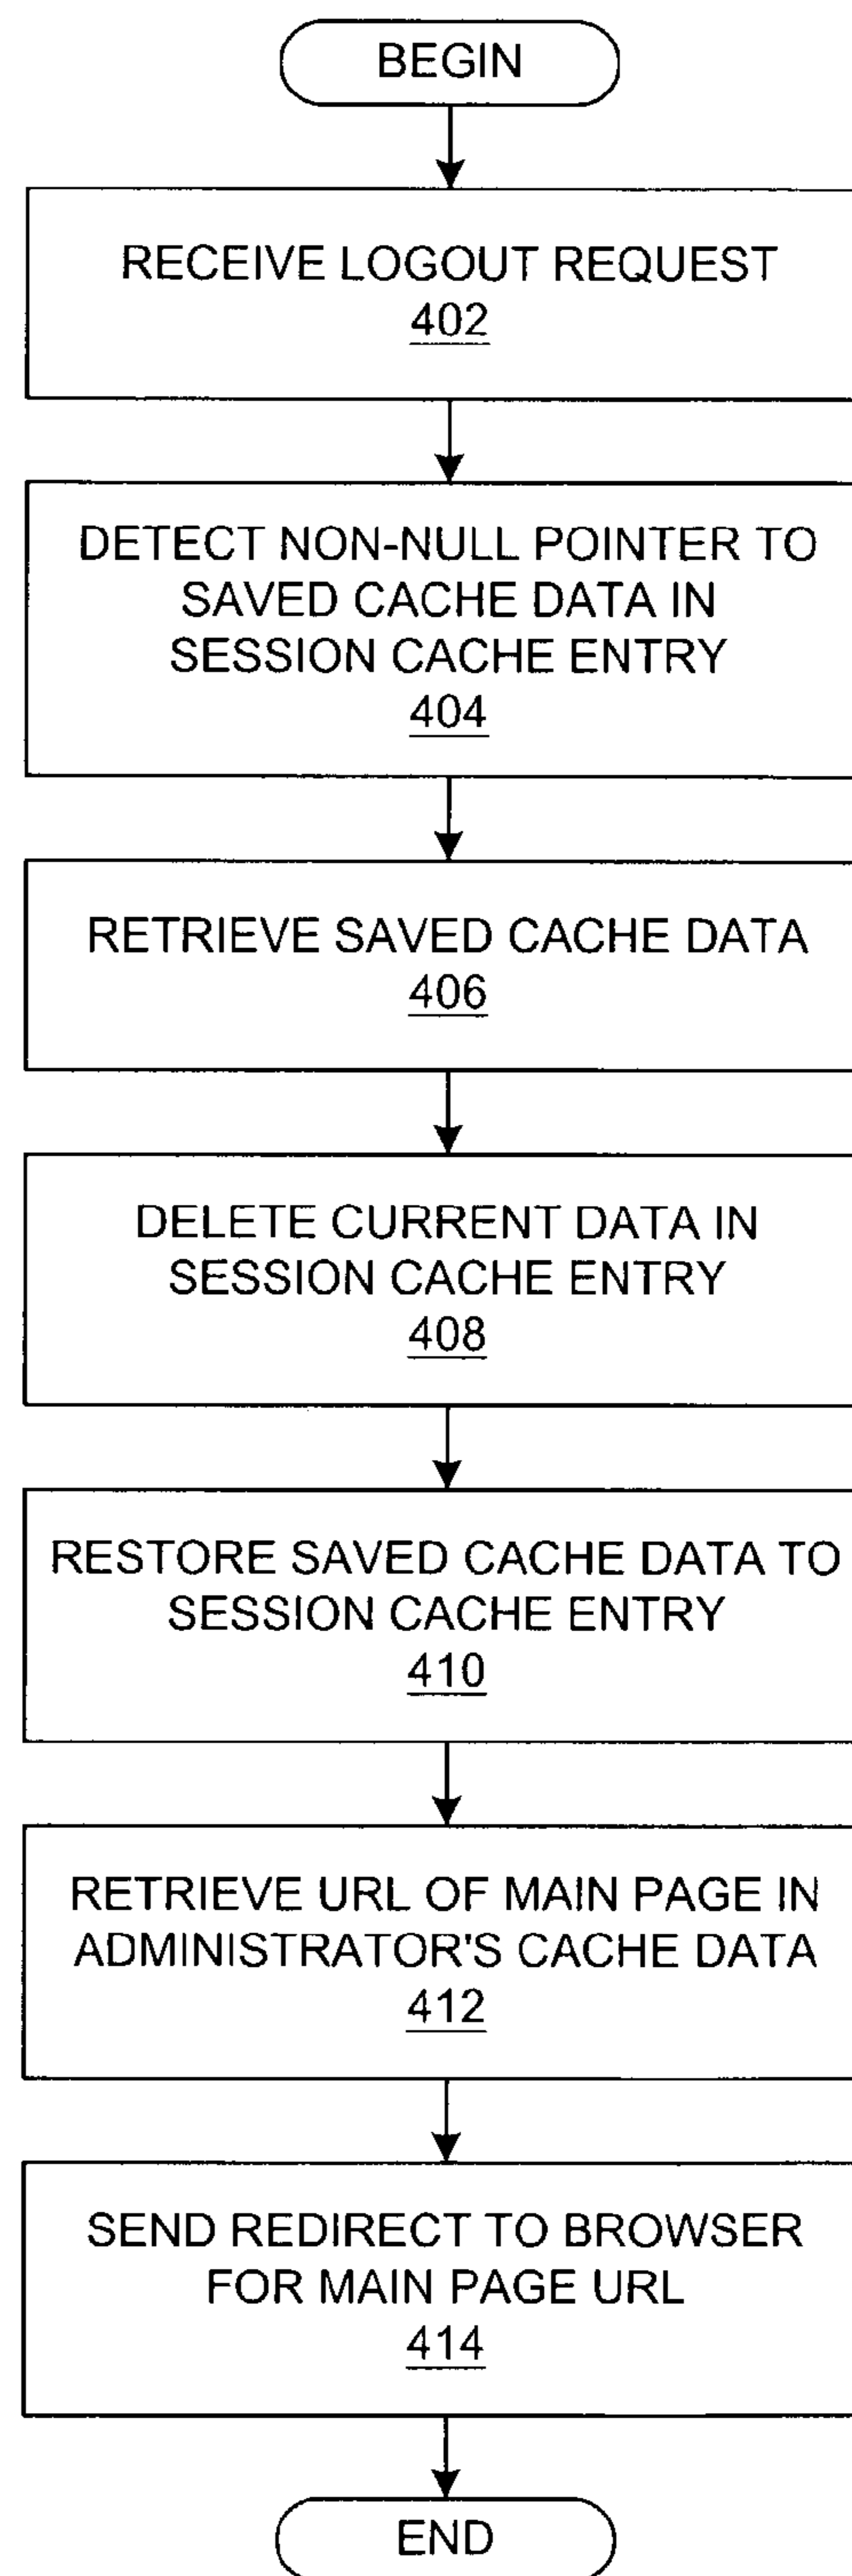 BEGIN
RECEIVE LOGOUT REQUEST
402
DETECT NON-NULL POINTER TO
SAVED CACHE DATA IN
SESSION CACHE ENTRY
404
RETRIEVE SAVED CACHE DATA
406
DELETE CURRENT DATA IN
SESSION CACHE ENTRY
408
RESTORE SAVED CACHE DATA TO
SESSION CACHE ENTRY
410
RETRIEVE URL OF MAIN PAGE IN
ADMINISTRATOR'S CACHE DATA
412
SEND REDIRECT TO BROWSER
FOR MAIN PAGE URL
414
END